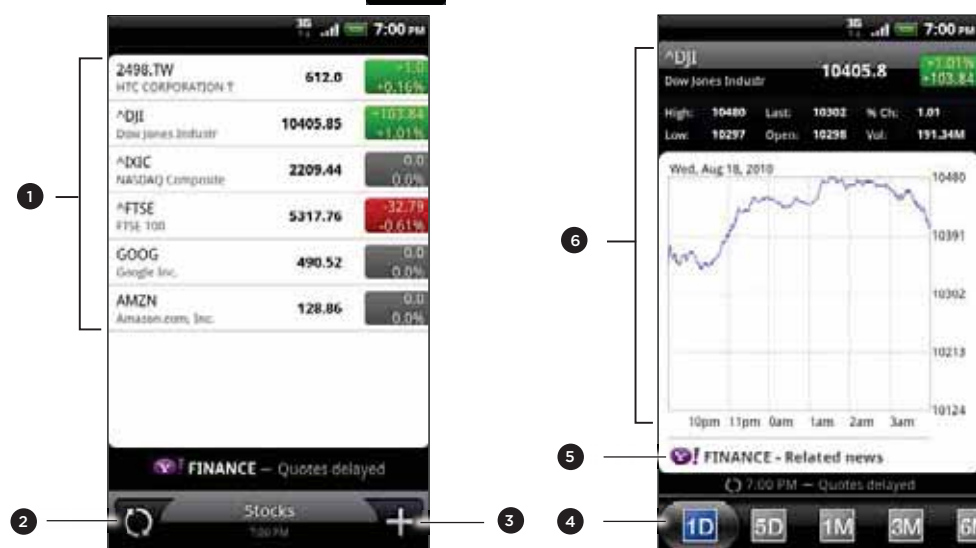 3G 7:00 PM
2498.TW
HTC CORPORATION T
612.0
+1.0
+0.16%
^DJI
Dow Jones Industr
10405.85
+103.84
+1.01%
^IXIC
NASDAQ Composite
2209.44
0.0
0.0%
^FTSE
FTSE 100
5317.76
-32.79
-0.61%
GOOG
Google Inc.
490.52
0.0
0.0%
AMZN
Amazon.com, Inc.
128.86
0.0
0.0%
Y! FINANCE – Quotes delayed
Stocks
7:00 PM
1
2
3
3G 7:00 PM
^DJI
Dow Jones Industr
10405.8
+1.01%
+103.84
High: 10480 Last: 10302 % Ch: 1.01
Low: 10297 Open: 10298 Vol: 191.34M
Wed, Aug 18, 2010
10480
10391
10302
10213
10124
10pm 11pm 0am 1am 2am 3am
Y! FINANCE - Related news
7:00 PM – Quotes delayed
1D 5D 1M 3M 6M
6
5
4